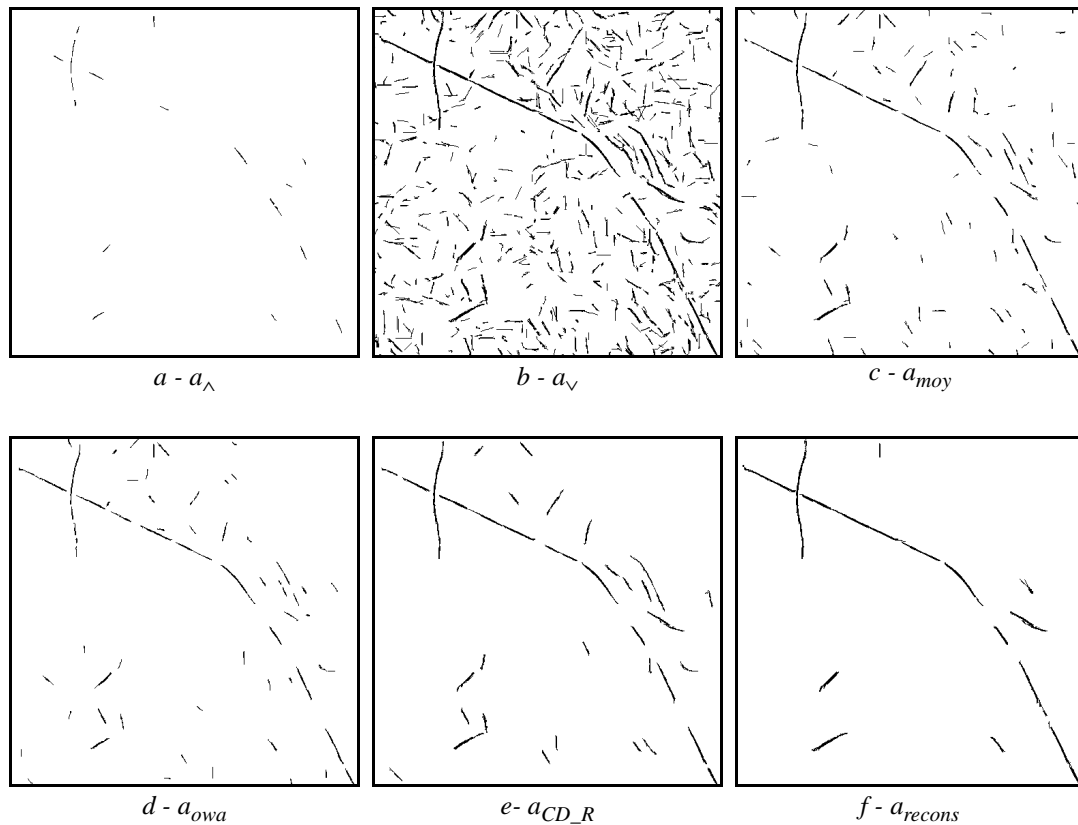 a - a∧
b - a∨
c - amoy
d - aowa
e- aCD_R
f - arecons